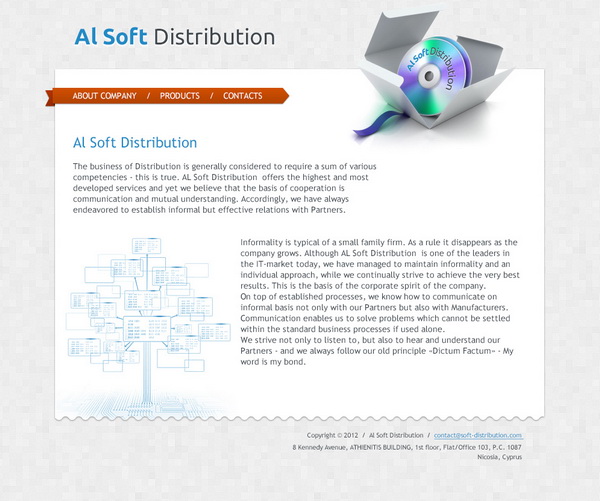 Al Soft Distribution
Al Soft Distribution
ABOUT COMPANY / PRODUCTS / CONTACTS
Al Soft Distribution
The business of Distribution is generally considered to require a sum of various
competencies - this is true. AL Soft Distribution offers the highest and most
developed services and yet we believe that the basis of cooperation is
communication and mutual understanding. Accordingly, we have always
endeavored to establish informal but effective relations with Partners.
Informality is typical of a small family firm. As a rule it disappears as the
company grows. Although AL Soft Distribution is one of the leaders in
the IT-market today, we have managed to maintain informality and an
individual approach, while we continually strive to achieve the very best
results. This is the basis of the corporate spirit of the company.
On top of established processes, we know how to communicate on
informal basis not only with our Partners but also with Manufacturers.
Communication enables us to solve problems which cannot be settled
within the standard business processes if used alone.
We strive not only to listen to, but also to hear and understand our
Partners - and we always follow our old principle «Dictum Factum» - My
word is my bond.
Copyright © 2012 / Al Soft Distribution / contact@soft-distribution.com
8 Kennedy Avenue, ATHIENITIS BUILDING, 1st floor, Flat/Office 103, P.C. 1087
Nicosia, Cyprus